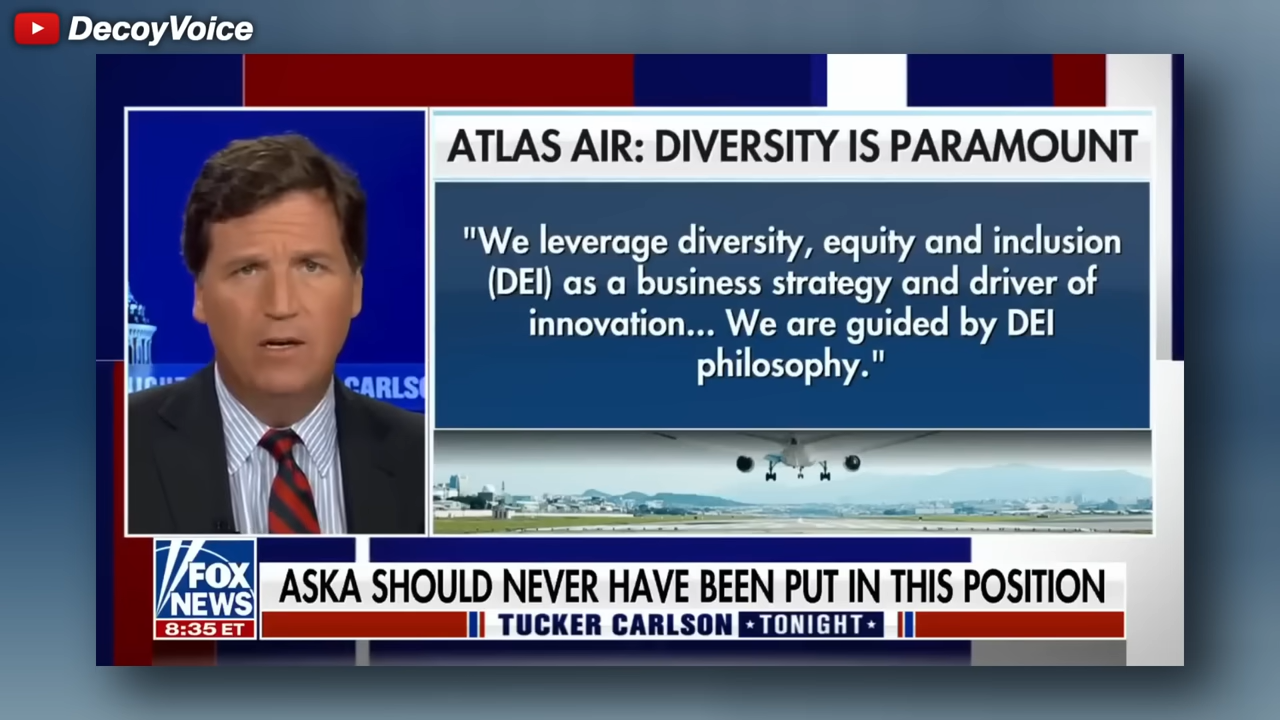 DecoyVoice
ATLAS AIR: DIVERSITY IS PARAMOUNT
"We leverage diversity, equity and inclusion
(DEI) as a business strategy and driver of
innovation... We are guided by DEI
philosophy."
CARLSO
FOX
NEWS
8:35 ET
ASKA SHOULD NEVER HAVE BEEN PUT IN THIS POSITION
TUCKER CARLSON TONIGHT